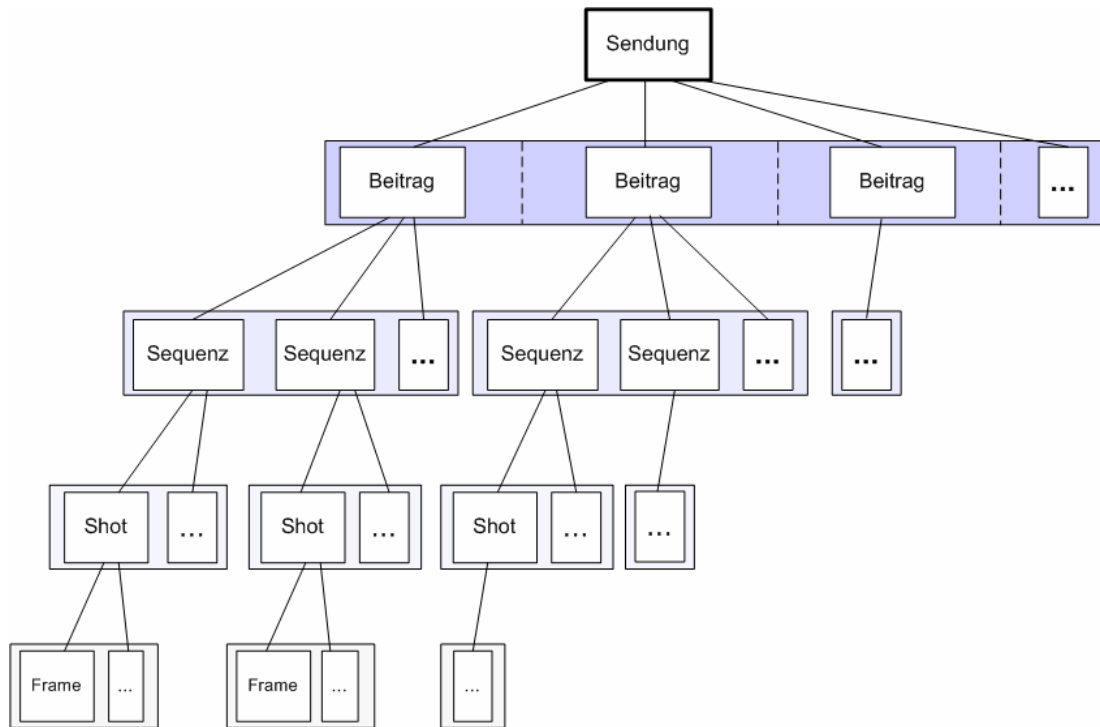 Sendung
Beitrag Beitrag Beitrag ...
Sequenz Sequenz ... Sequenz Sequenz ... ...
Shot ... Shot ... Shot ... ...
Frame ... Frame ... ...